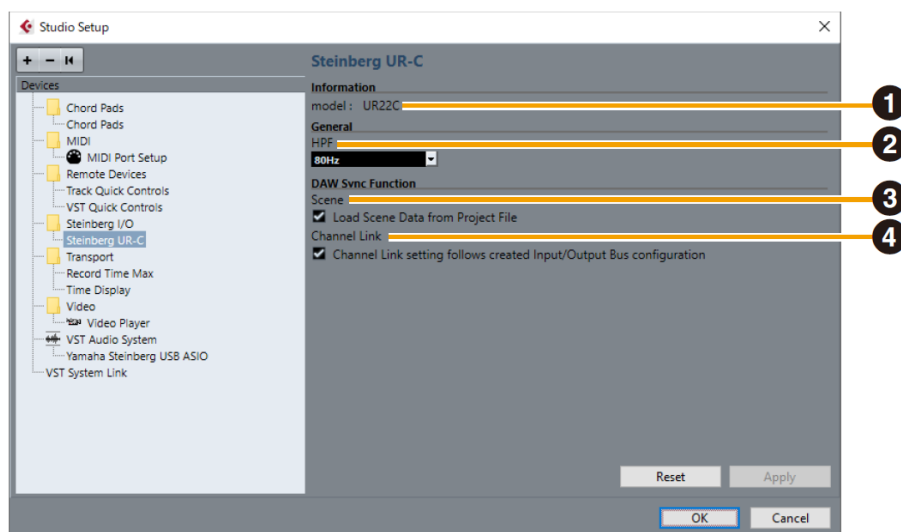 Studio Setup
Devices
Chord Pads
Chord Pads
MIDI
MIDI Port Setup
Remote Devices
Track Quick Controls
VST Quick Controls
Steinberg I/O
Steinberg UR-C
Transport
Record Time Max
Time Display
Video
Video Player
VST Audio System
Yamaha Steinberg USB ASIO
VST System Link
Steinberg UR-C
Information
model : UR22C
1
General
HPF
2
80Hz
DAW Sync Function
Scene
3
Load Scene Data from Project File
Channel Link
4
Channel Link setting follows created Input/Output Bus configuration
Reset Apply
OK Cancel